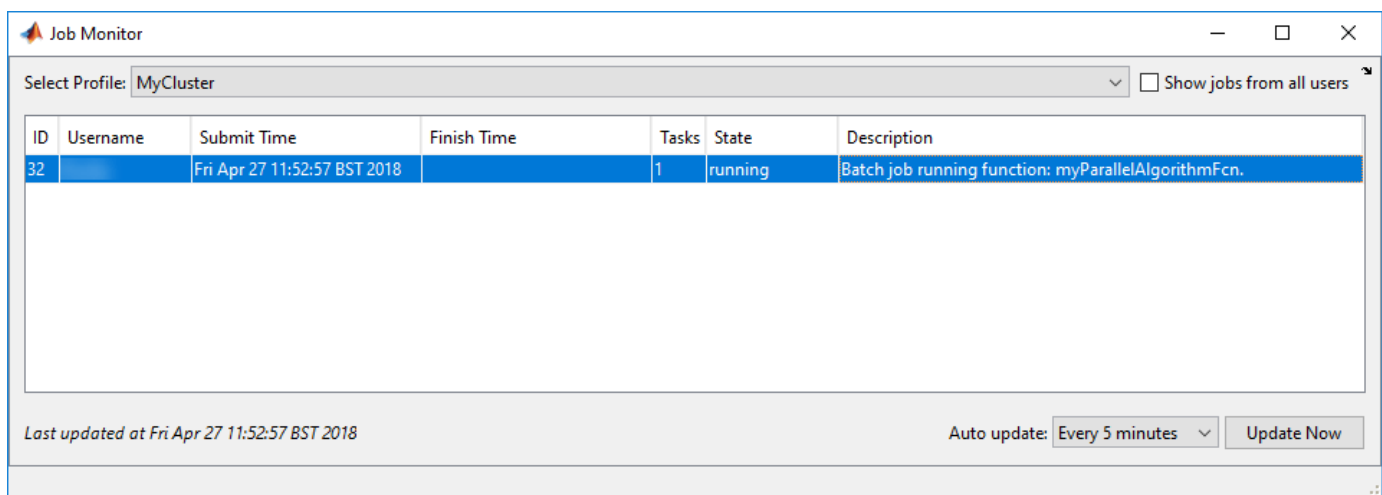 Job Monitor
Select Profile: MyCluster Show jobs from all users
ID Username Submit Time Finish Time Tasks State Description
32 Fri Apr 27 11:52:57 BST 2018 1 running Batch job running function: myParallelAlgorithmFcn.
Last updated at Fri Apr 27 11:52:57 BST 2018 Auto update: Every 5 minutes Update Now